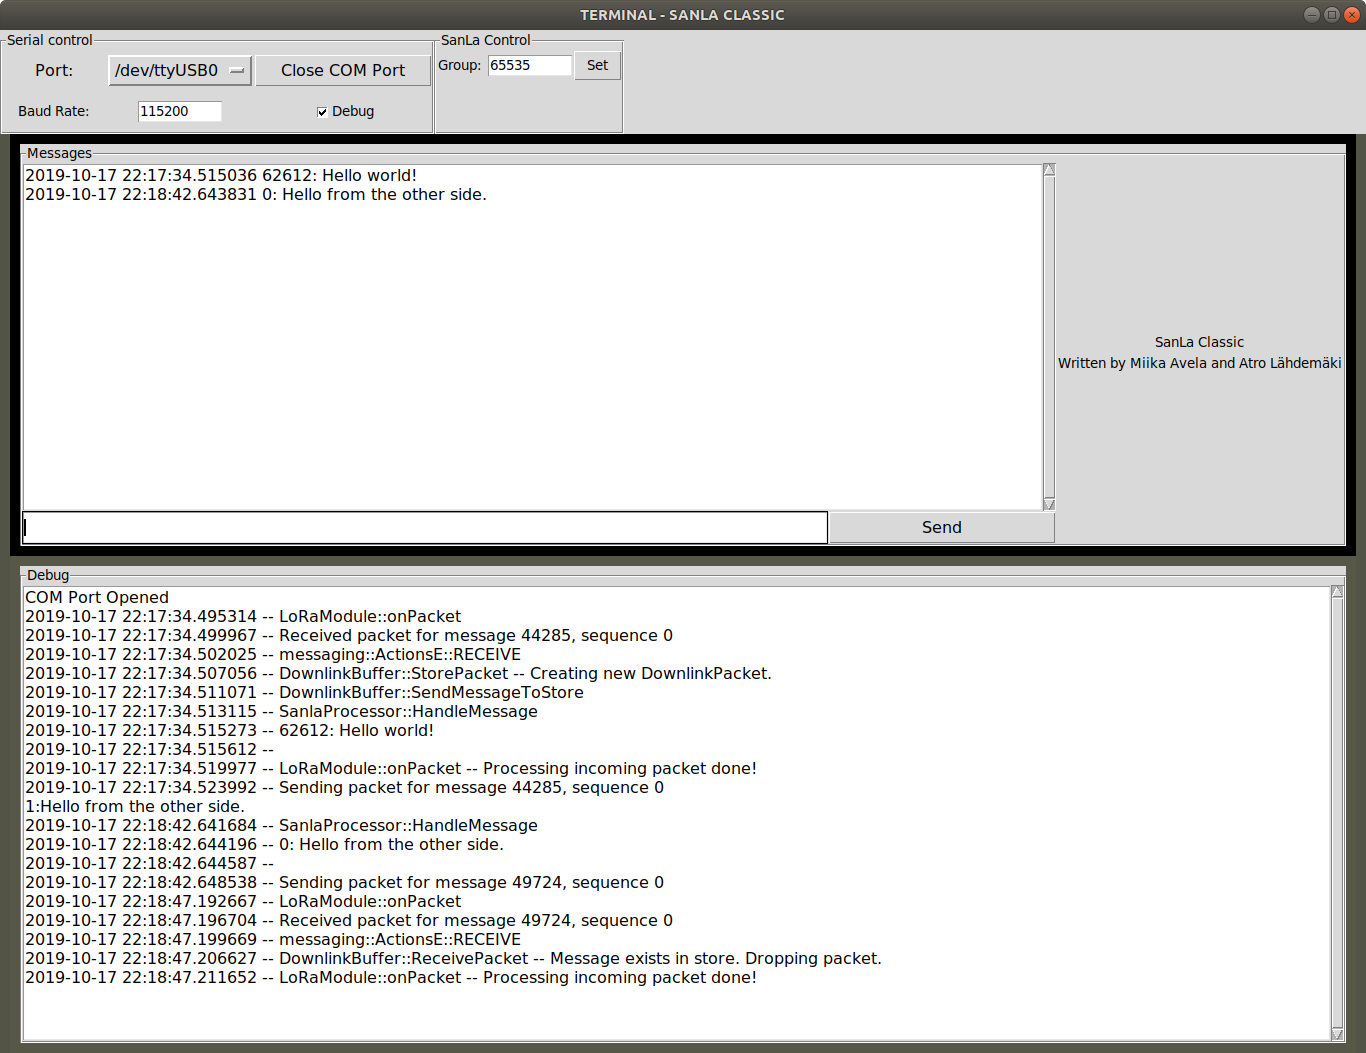 TERMINAL - SANLA CLASSIC
Serial control
SanLa Control
Port: /dev/ttyUSB0 Close COM Port
Group: 65535 Set
Baud Rate: 115200 Debug
Messages
2019-10-17 22:17:34.515036 62612: Hello world!
2019-10-17 22:18:42.643831 0: Hello from the other side.
SanLa Classic
Written by Miika Avela and Atro Lähdemäki
Send
Debug
COM Port Opened
2019-10-17 22:17:34.495314 -- LoRaModule::onPacket
2019-10-17 22:17:34.499967 -- Received packet for message 44285, sequence 0
2019-10-17 22:17:34.502025 -- messaging::ActionsE::RECEIVE
2019-10-17 22:17:34.507056 -- DownlinkBuffer::StorePacket -- Creating new DownlinkPacket.
2019-10-17 22:17:34.511071 -- DownlinkBuffer::SendMessageToStore
2019-10-17 22:17:34.513115 -- SanlaProcessor::HandleMessage
2019-10-17 22:17:34.515273 -- 62612: Hello world!
2019-10-17 22:17:34.515612 --
2019-10-17 22:17:34.519977 -- LoRaModule::onPacket -- Processing incoming packet done!
2019-10-17 22:17:34.523992 -- Sending packet for message 44285, sequence 0
1:Hello from the other side.
2019-10-17 22:18:42.641684 -- SanlaProcessor::HandleMessage
2019-10-17 22:18:42.644196 -- 0: Hello from the other side.
2019-10-17 22:18:42.644587 --
2019-10-17 22:18:42.648538 -- Sending packet for message 49724, sequence 0
2019-10-17 22:18:47.192667 -- LoRaModule::onPacket
2019-10-17 22:18:47.196704 -- Received packet for message 49724, sequence 0
2019-10-17 22:18:47.199669 -- messaging::ActionsE::RECEIVE
2019-10-17 22:18:47.206627 -- DownlinkBuffer::ReceivePacket -- Message exists in store. Dropping packet.
2019-10-17 22:18:47.211652 -- LoRaModule::onPacket -- Processing incoming packet done!